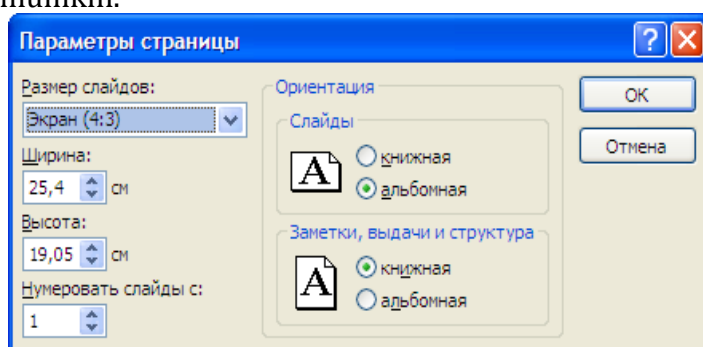 mumkin.
Параметры страницы
Размер слайдов:
Экран (4:3)
Ширина:
25,4 см
Высота:
19,05 см
Нумеровать слайды с:
1
Ориентация
Слайды
A
книжная
альбомная
Заметки, выдачи и структура
A
книжная
альбомная
ОК
Отмена